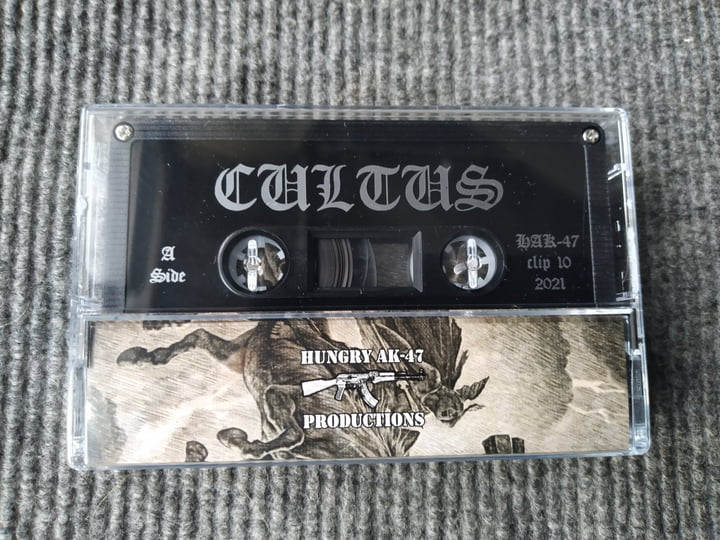 CULTUS
A
Side
HAK-47
clip 10
2021
HUNGRY AK-47
PRODUCTIONS